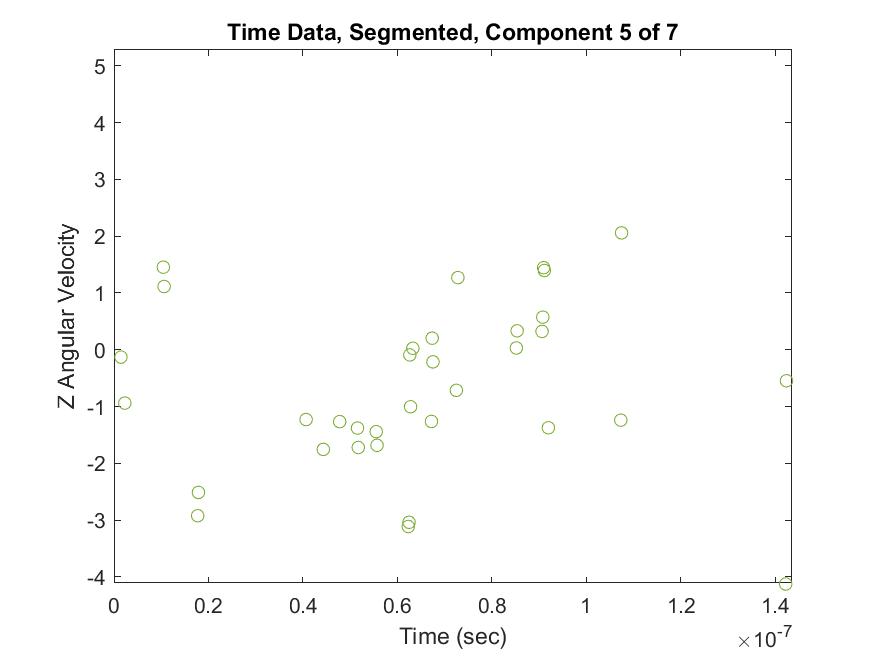 Time Data, Segmented, Component 5 of 7
5
4
3
2
1
0
-1
-2
-3
-4
Z Angular Velocity
0 0.2 0.4 0.6 0.8 1 1.2 1.4
Time (sec)
×10-7